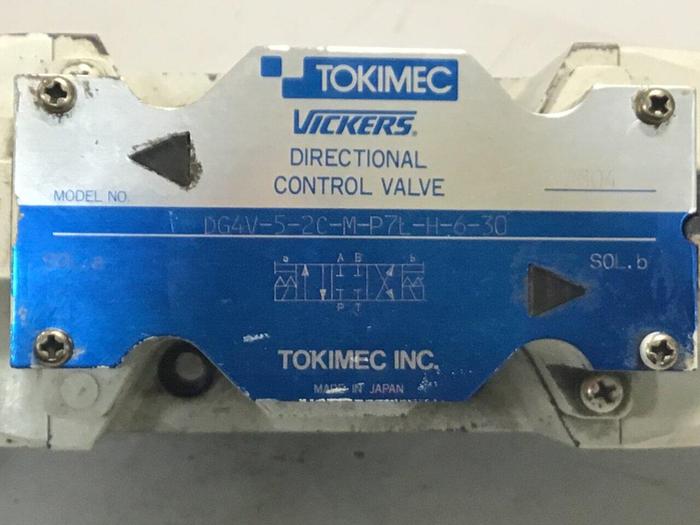 TOKIMEC
VICKERS®
DIRECTIONAL
CONTROL VALVE
MODEL NO.
DG4V-5-2C-M-P7L-H-6-30
SOL.a
SOL.b
a A B b
P T
TOKIMEC INC.
MADE IN JAPAN